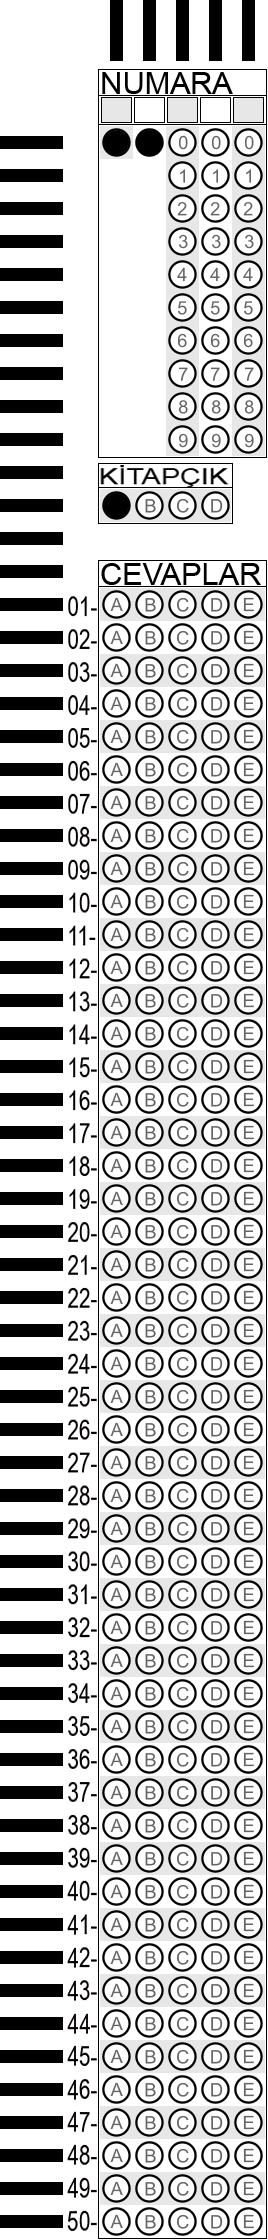 NUMARA
0 0 0
1 1 1
2 2 2
3 3 3
4 4 4
5 5 5
6 6 6
7 7 7
8 8 8
9 9 9
KİTAPÇIK
B C D
CEVAPLAR
01- A B C D E
02- A B C D E
03- A B C D E
04- A B C D E
05- A B C D E
06- A B C D E
07- A B C D E
08- A B C D E
09- A B C D E
10- A B C D E
11- A B C D E
12- A B C D E
13- A B C D E
14- A B C D E
15- A B C D E
16- A B C D E
17- A B C D E
18- A B C D E
19- A B C D E
20- A B C D E
21- A B C D E
22- A B C D E
23- A B C D E
24- A B C D E
25- A B C D E
26- A B C D E
27- A B C D E
28- A B C D E
29- A B C D E
30- A B C D E
31- A B C D E
32- A B C D E
33- A B C D E
34- A B C D E
35- A B C D E
36- A B C D E
37- A B C D E
38- A B C D E
39- A B C D E
40- A B C D E
41- A B C D E
42- A B C D E
43- A B C D E
44- A B C D E
45- A B C D E
46- A B C D E
47- A B C D E
48- A B C D E
49- A B C D E
50- A B C D E